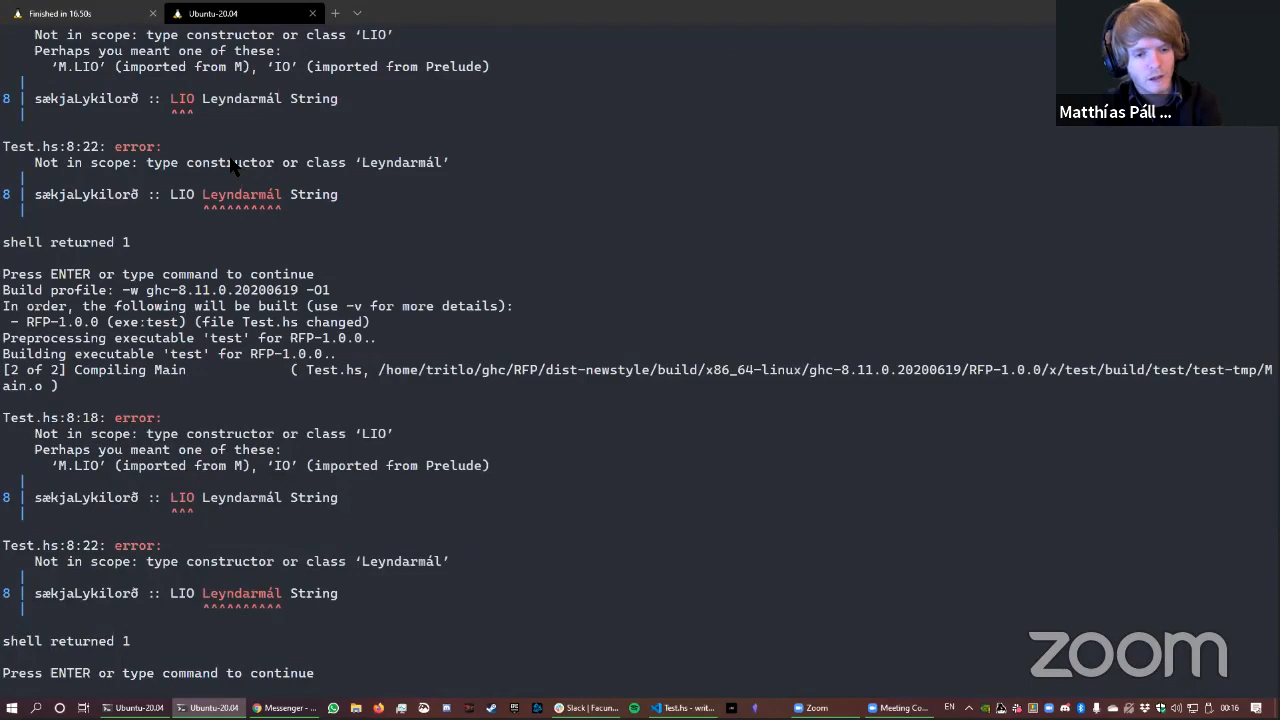 Finished in 16.50s
Ubuntu-20.04
Not in scope: type constructor or class ‘LIO’
Perhaps you meant one of these:
‘M.LIO’ (imported from M), ‘IO’ (imported from Prelude)
|
8 | sækjaLykilorð :: LIO Leyndarmál String
| ^^^
Matthías Páll ...
Test.hs:8:22: error:
Not in scope: type constructor or class ‘Leyndarmál’
|
8 | sækjaLykilorð :: LIO Leyndarmál String
| ^^^^^^^^^^
shell returned 1
Press ENTER or type command to continue
Build profile: -w ghc-8.11.0.20200619 -O1
In order, the following will be built (use -v for more details):
- RFP-1.0.0 (exe:test) (file Test.hs changed)
Preprocessing executable 'test' for RFP-1.0.0..
Building executable 'test' for RFP-1.0.0..
[2 of 2] Compiling Main ( Test.hs, /home/tritlo/ghc/RFP/dist-newstyle/build/x86_64-linux/ghc-8.11.0.20200619/RFP-1.0.0/x/test/build/test/test-tmp/M
ain.o )
Test.hs:8:18: error:
Not in scope: type constructor or class ‘LIO’
Perhaps you meant one of these:
‘M.LIO’ (imported from M), ‘IO’ (imported from Prelude)
|
8 | sækjaLykilorð :: LIO Leyndarmál String
| ^^^
Test.hs:8:22: error:
Not in scope: type constructor or class ‘Leyndarmál’
|
8 | sækjaLykilorð :: LIO Leyndarmál String
| ^^^^^^^^^^
shell returned 1
Press ENTER or type command to continue
zoom
Ubuntu-20.04
Ubuntu-20.04
Messenger - ...
Slack | Facun...
Test.hs - writ...
Zoom
Meeting Co...
EN
00:16